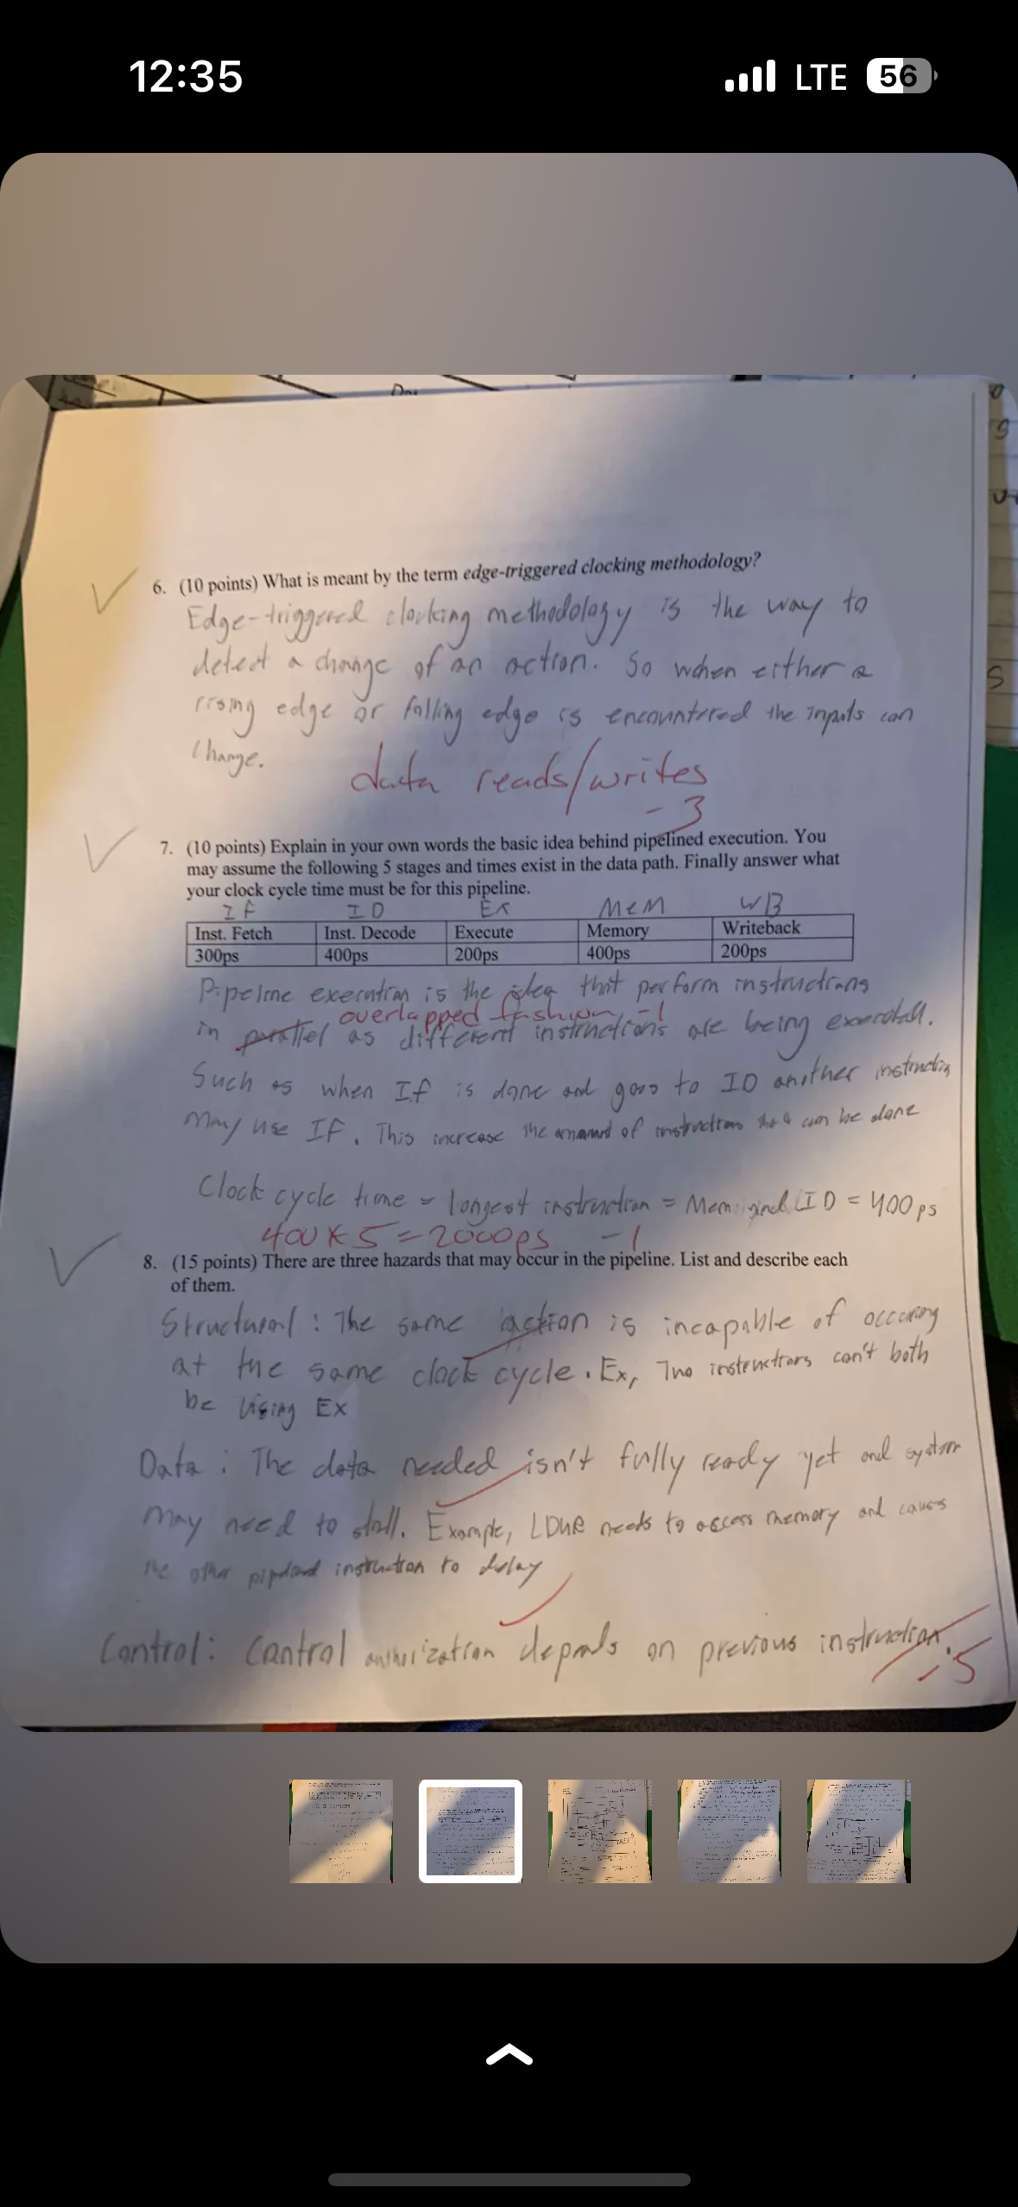 12:35
LTE 56
6. (10 points) What is meant by the term edge-triggered clocking methodology?
Edge-triggered clocking methodology is the way to
detect a change of an action. So when either a
rising edge or falling edge is encountered the inputs can
change.
data reads/writes
-3
7. (10 points) Explain in your own words the basic idea behind pipelined execution. You
may assume the following 5 stages and times exist in the data path. Finally answer what
your clock cycle time must be for this pipeline.
IF ID EX MEM WB
Inst. Fetch Inst. Decode Execute Memory Writeback
300ps 400ps 200ps 400ps 200ps
Pipeline execution is the idea that perform instructions
overlapped fashion -1
in parallel as different instructions are being executed.
Such as when IF is done and goes to ID another instruction
may use IF. This increase the amount of instructions that can be done
Clock cycle time = longest instruction = Mem and ID = 400ps
400 x 5 = 2000ps -1
8. (15 points) There are three hazards that may occur in the pipeline. List and describe each
of them.
Structural: The same action is incapable of occuring
at the same clock cycle. Ex, Two instructions can't both
be using EX
Data: The data needed isn't fully ready yet and system
may need to stall. Example, LDUR needs to access memory and causes
the other pipelined instruction to delay
Control: Control depends on previous instruction.